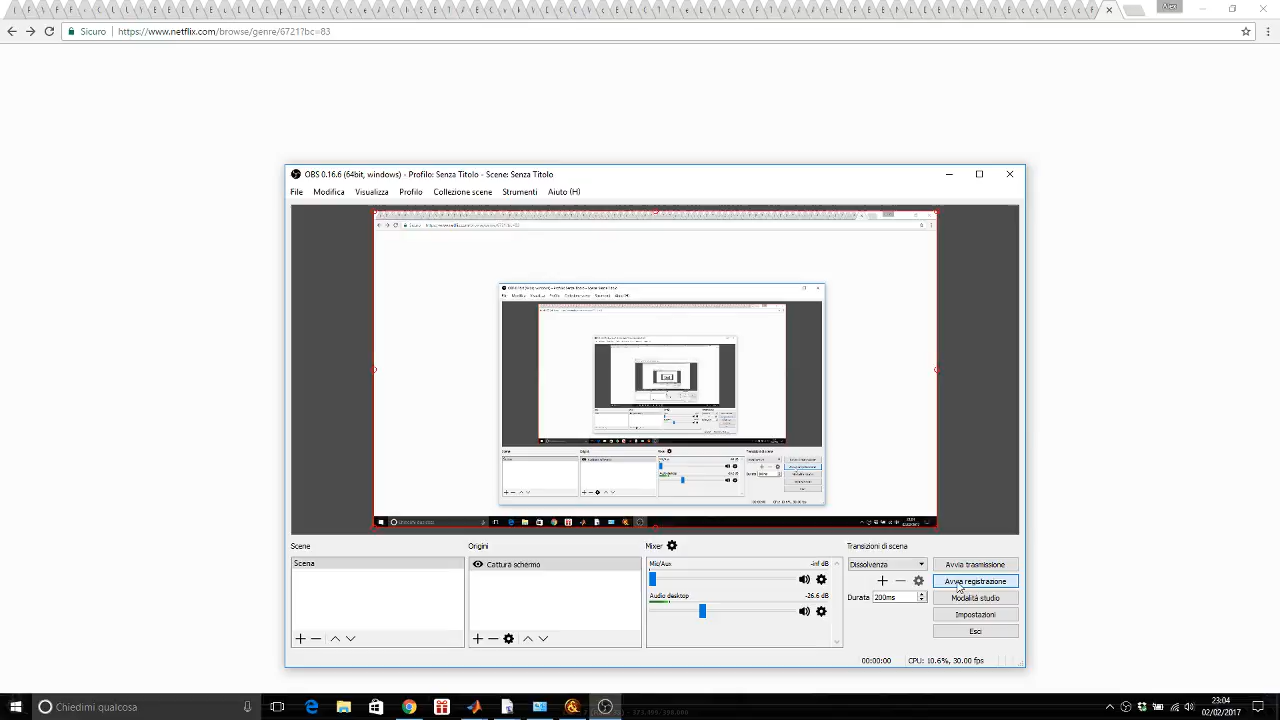 Alex
Sicuro
https://www.netflix.com/browse/genre/6721?bc=83
OBS 0.16.6 (64bit, windows) - Profilo: Senza Titolo - Scene: Senza Titolo
File Modifica Visualizza Profilo Collezione scene Strumenti Aiuto (H)
Scene
Origini
Mixer
Transizioni di scena
Scena
Cattura schermo
Mic/Aux
-inf dB
Audio desktop
-26.6 dB
Dissolvenza
Durata 200ms
Avvia trasmissione
Avvia registrazione
Modalità studio
Impostazioni
Esci
00:00:00
CPU: 10.6%, 30.00 fps
Chiedimi qualcosa
23:04
02/02/2017